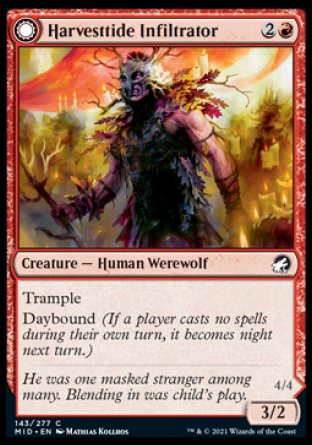 Harvesttide Infiltrator 2
Creature — Human Werewolf
Trample
Daybound (If a player casts no spells
during their own turn, it becomes night
next turn.)
He was one masked stranger among
many. Blending in was child's play.
4/4
3/2
143/277 C
MID • EN Mathias Kollros
™ & © 2021 Wizards of the Coast